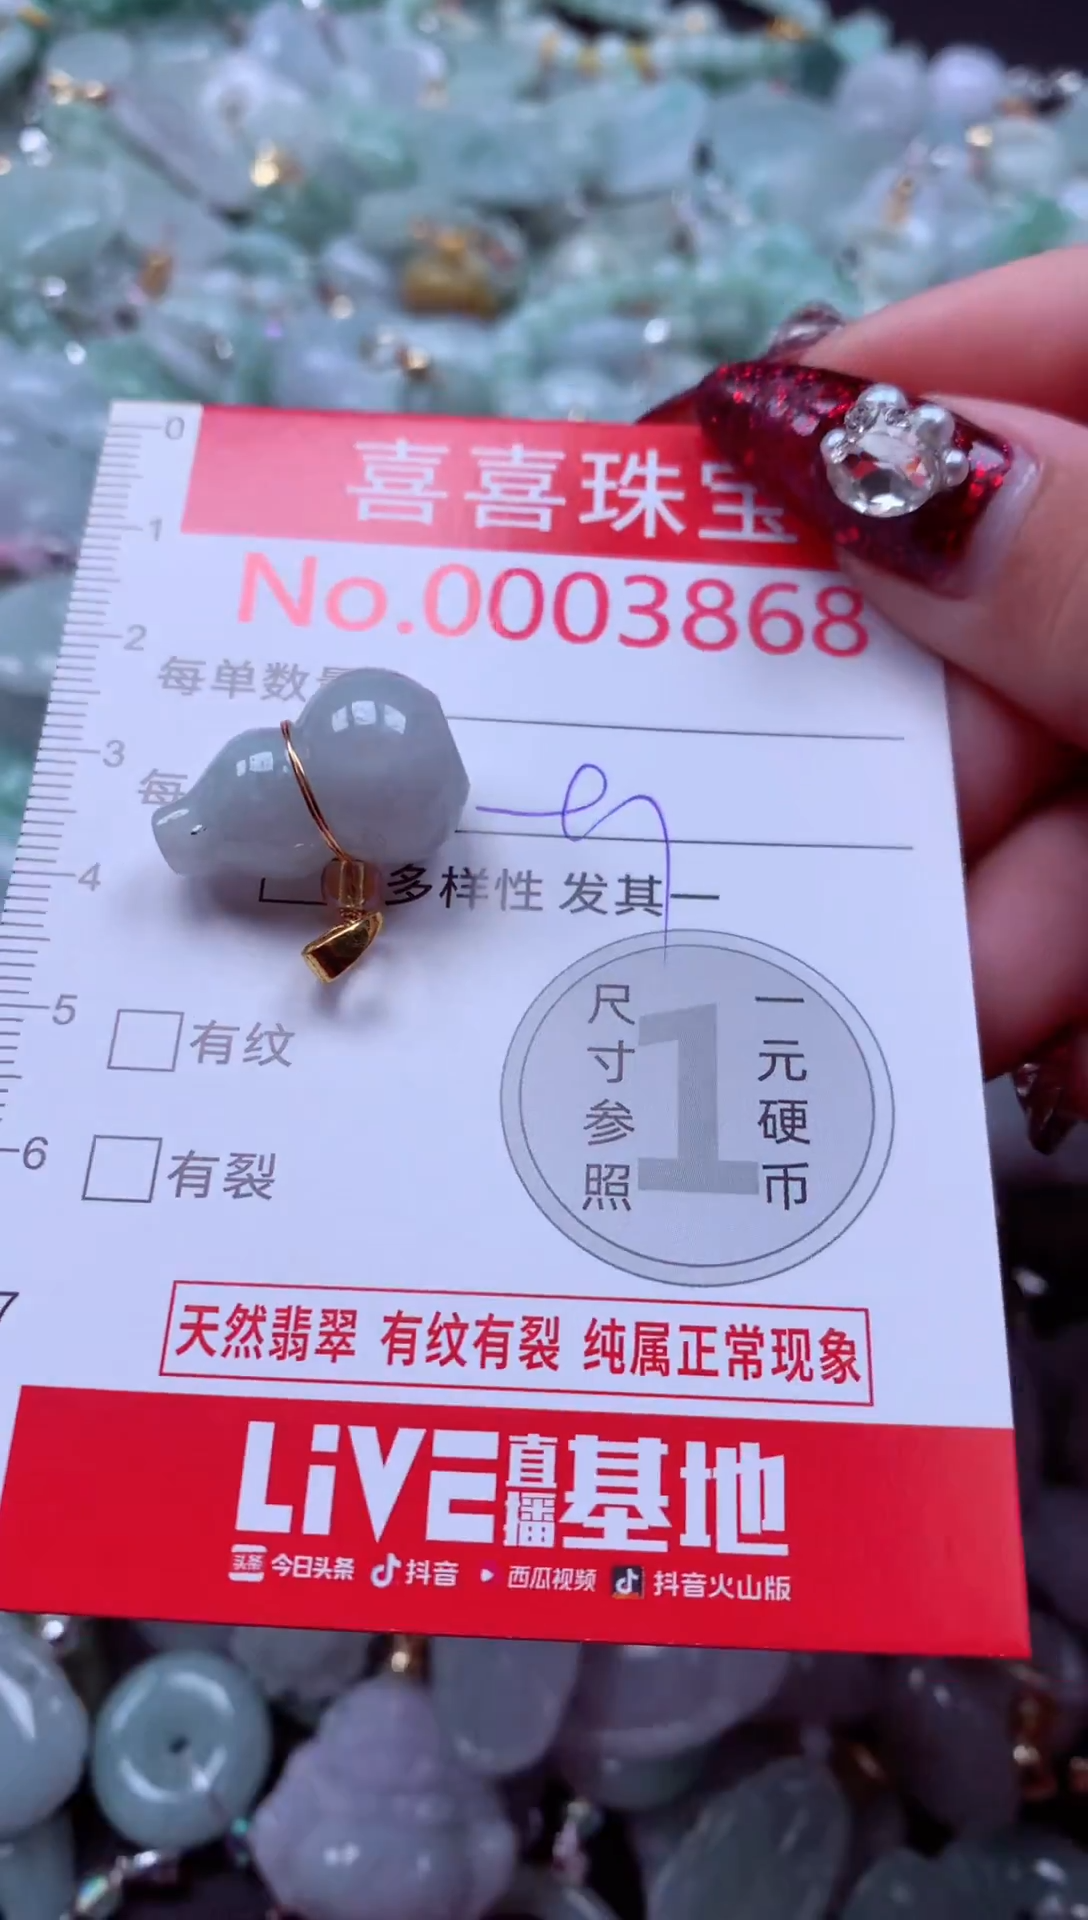 0
喜喜珠宝
1
No.0003868
2
每单数量
3
每
4
多样性 发其一
5
有纹
尺寸参照
1
一元硬币
6
有裂
7
天然翡翠 有纹有裂 纯属正常现象
LiVE直播基地
头条 今日头条 抖音 西瓜视频 抖音火山版